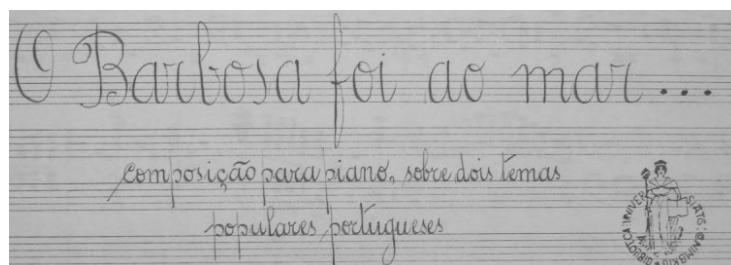 O Barbosa foi ao mar...
composição para piano, sobre dois temas
populares portugueses